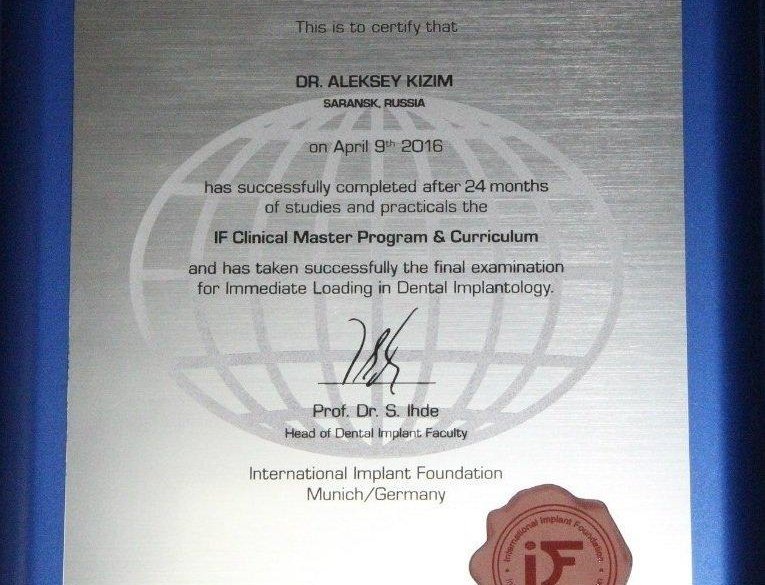 This is to certify that
DR. ALEKSEY KIZIM
SARANSK, RUSSIA
on April 9th 2016
has successfully completed after 24 months
of studies and practicals the
IF Clinical Master Program & Curriculum
and has taken successfully the final examination
for Immediate Loading in Dental Implantology.
Prof. Dr. S. Ihde
Head of Dental Implant Faculty
International Implant Foundation
Munich/Germany
International Implant Foundation
iF